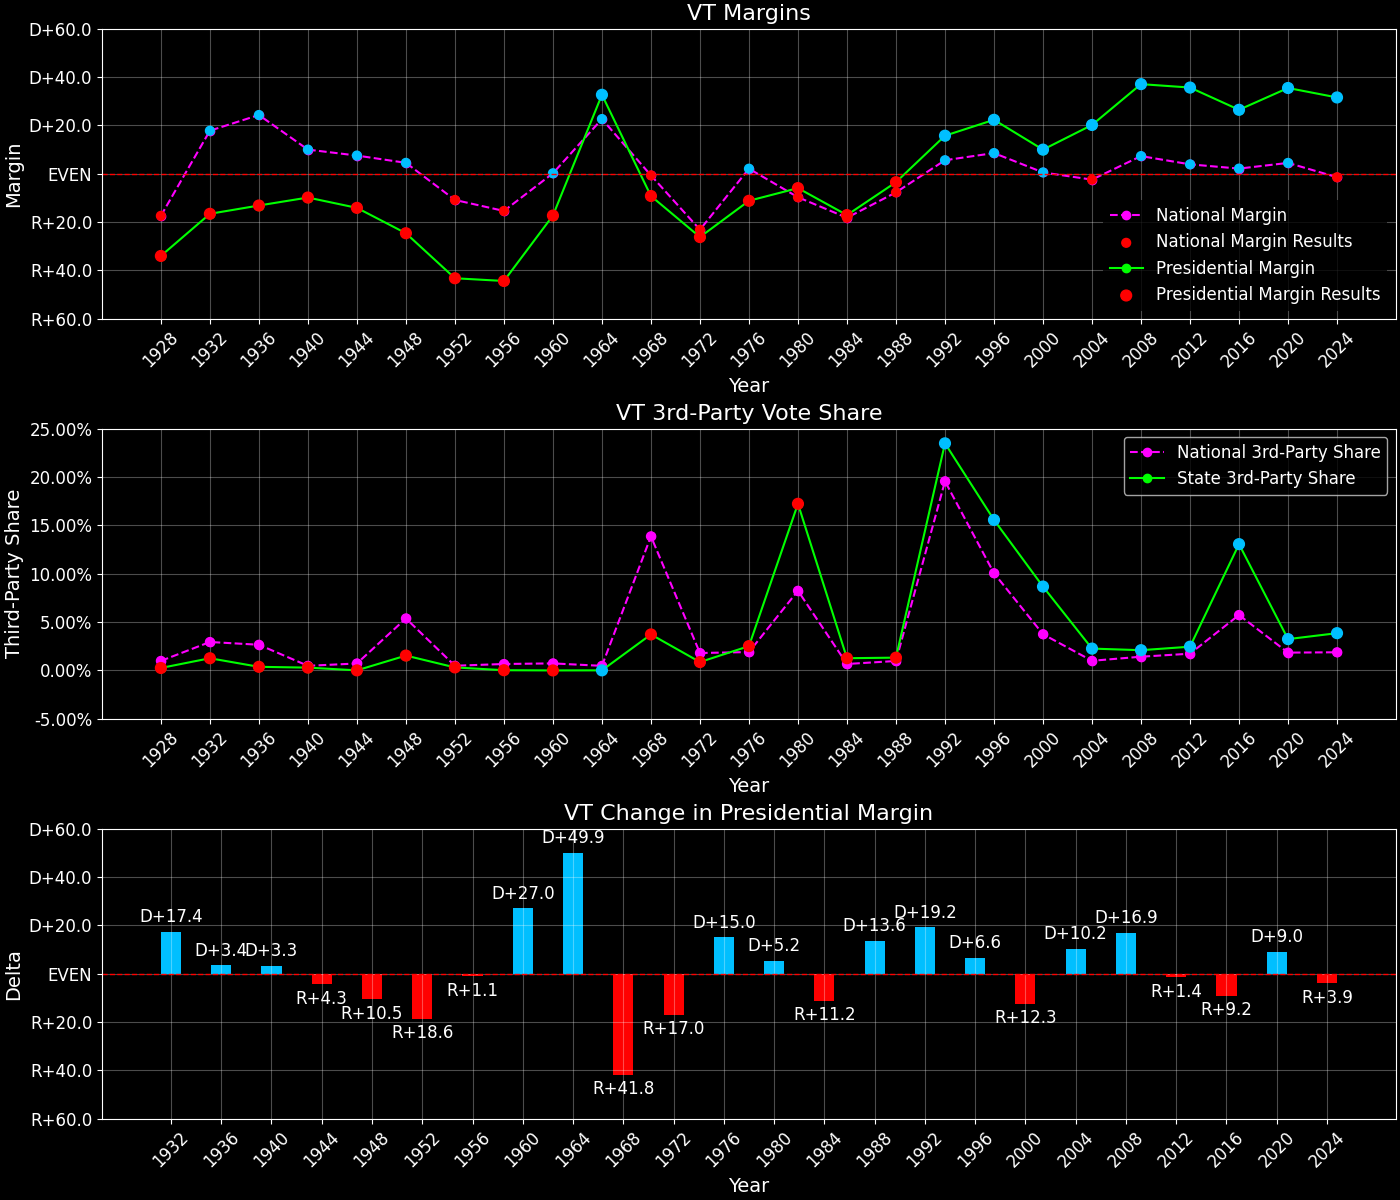 VT Margins
D+60.0
D+40.0
D+20.0
EVEN
R+20.0
R+40.0
R+60.0
Margin
National Margin
National Margin Results
Presidential Margin
Presidential Margin Results
1928 1932 1936 1940 1944 1948 1952 1956 1960 1964 1968 1972 1976 1980 1984 1988 1992 1996 2000 2004 2008 2012 2016 2020 2024
Year
VT 3rd-Party Vote Share
25.00%
20.00%
15.00%
10.00%
5.00%
0.00%
-5.00%
Third-Party Share
National 3rd-Party Share
State 3rd-Party Share
1928 1932 1936 1940 1944 1948 1952 1956 1960 1964 1968 1972 1976 1980 1984 1988 1992 1996 2000 2004 2008 2012 2016 2020 2024
Year
VT Change in Presidential Margin
D+60.0
D+40.0
D+20.0
EVEN
R+20.0
R+40.0
R+60.0
Delta
D+17.4
D+3.4
D+3.3
R+4.3
R+10.5
R+18.6
R+1.1
D+27.0
D+49.9
R+41.8
R+17.0
D+15.0
D+5.2
R+11.2
D+13.6
D+19.2
D+6.6
R+12.3
D+10.2
D+16.9
R+1.4
R+9.2
D+9.0
R+3.9
1932 1936 1940 1944 1948 1952 1956 1960 1964 1968 1972 1976 1980 1984 1988 1992 1996 2000 2004 2008 2012 2016 2020 2024
Year